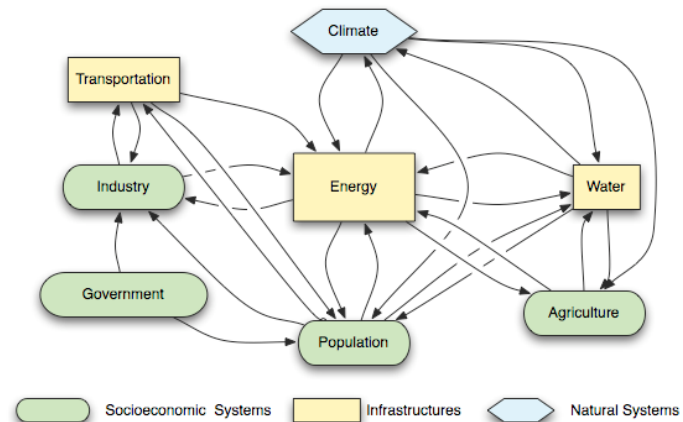 Climate
Transportation
Industry
Energy
Water
Government
Agriculture
Population
Socioeconomic Systems
Infrastructures
Natural Systems